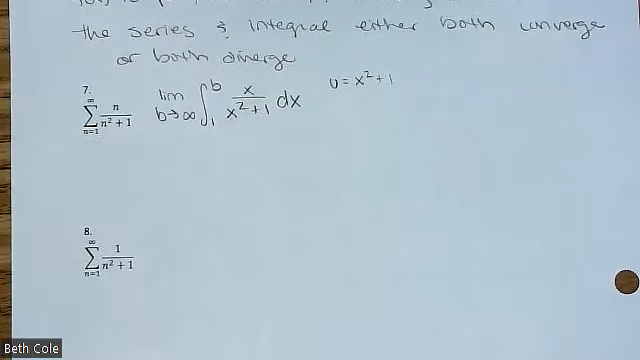 the series & integral either both converge
or both diverge
7.
∞
∑ n/(n² + 1) lim b→∞ ∫₁ᵇ x/(x²+1) dx u = x²+1
n=1
8.
∞
∑ 1/(n² + 1)
n=1
Beth Cole